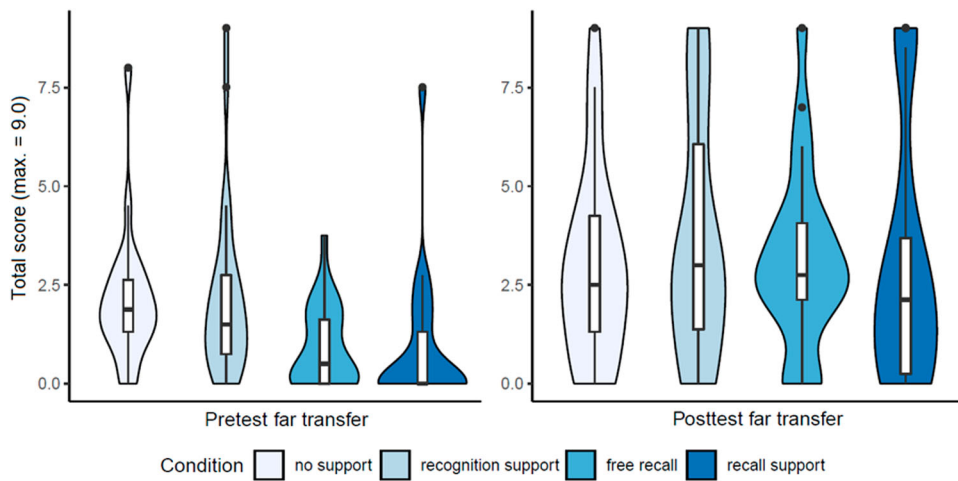 Total score (max. = 9.0)
7.5
5.0
2.5
0.0
Pretest far transfer
7.5
5.0
2.5
0.0
Posttest far transfer
Condition no support recognition support free recall recall support